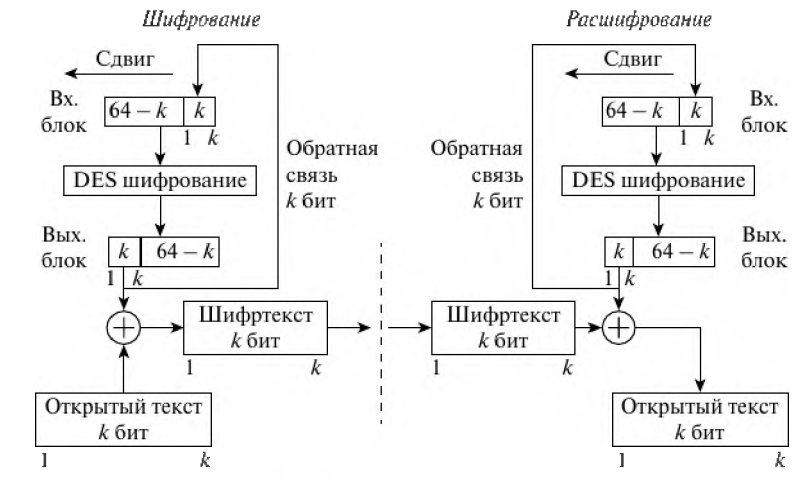 Шифрование
Сдвиг
Вх.
блок
64 – k
k
1 k
DES шифрование
Обратная
связь
k бит
Вых.
блок
k
64 – k
1 k
Шифртекст
k бит
1 k
Открытый текст
k бит
1 k
Расшифрование
Сдвиг
64 – k
k
Вх.
блок
1 k
Обратная
связь
k бит
DES шифрование
k
64 – k
Вых.
блок
1 k
Шифртекст
k бит
1 k
Открытый текст
k бит
1 k